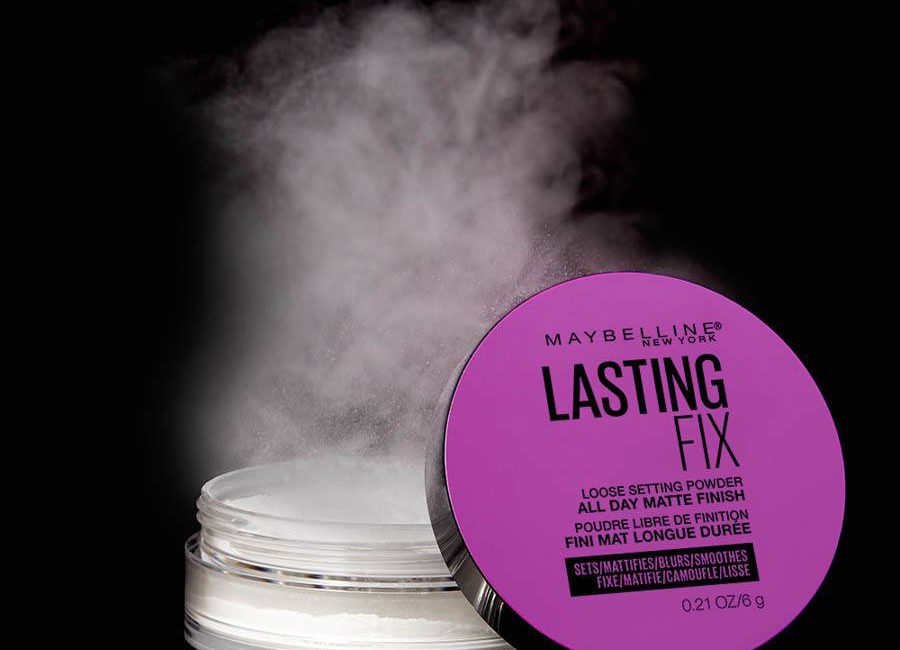 MAYBELLINE®
NEW YORK
LASTING
FIX
LOOSE SETTING POWDER
ALL DAY MATTE FINISH
POUDRE LIBRE DE FINITION
FINI MAT LONGUE DURÉE
SETS/MATTIFIES/BLURS/SMOOTHES
FIXE/MATIFIE/CAMOUFLE/LISSE
0.21 OZ/6 g